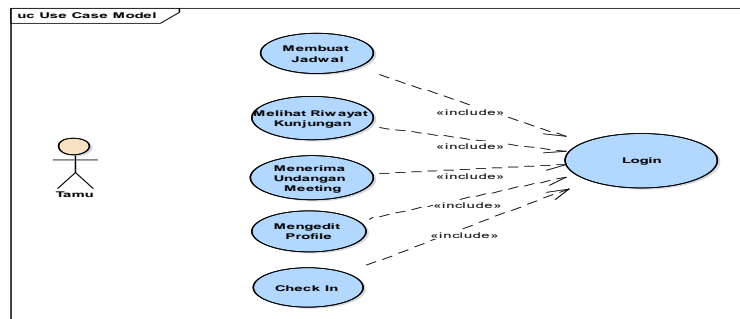 uc Use Case Model
Membuat
Jadwal
«include»
Melihat Riwayat
Kunjungan
«include»
Login
Menerima
Undangan
Meeting
«include»
Tamu
Mengedit
Profile
«include»
«include»
Check In